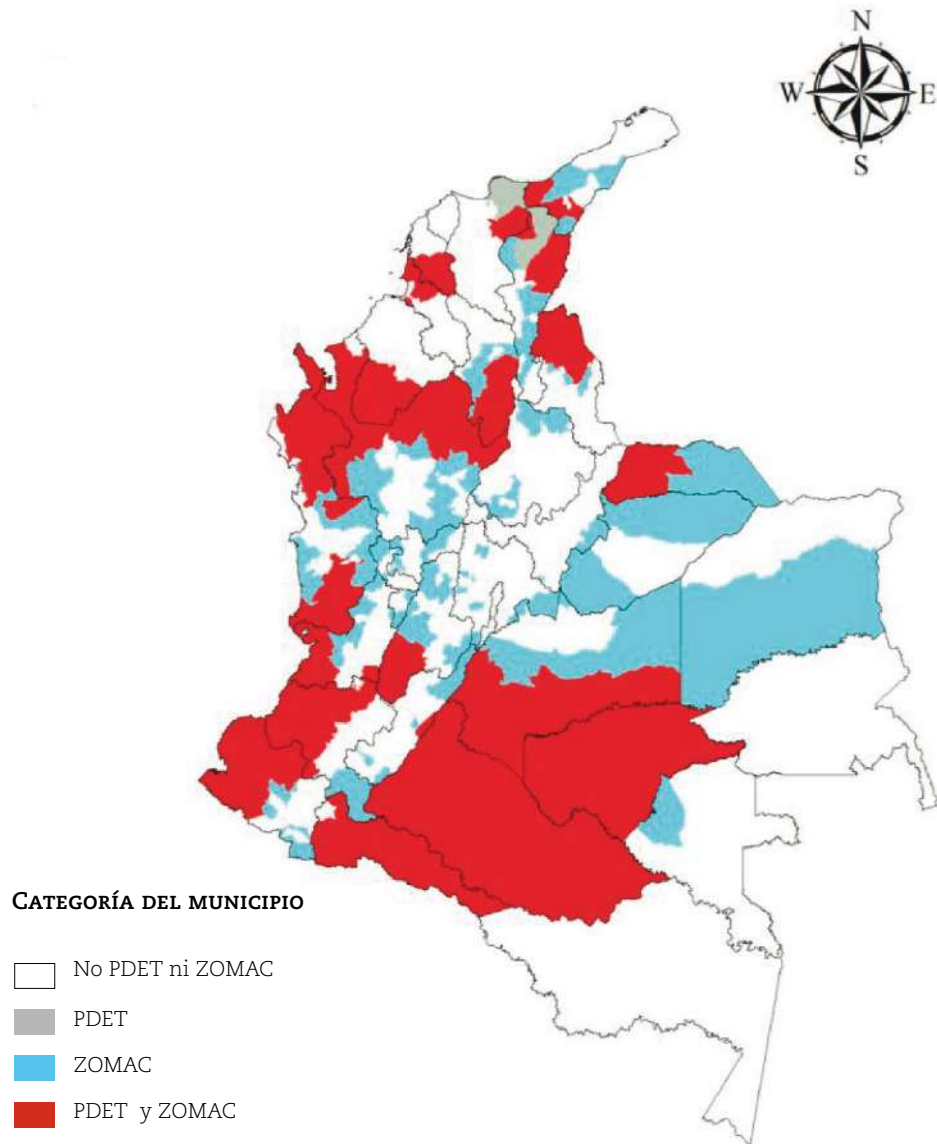 N
W E
S
CATEGORÍA DEL MUNICIPIO
No PDET ni ZOMAC
PDET
ZOMAC
PDET y ZOMAC